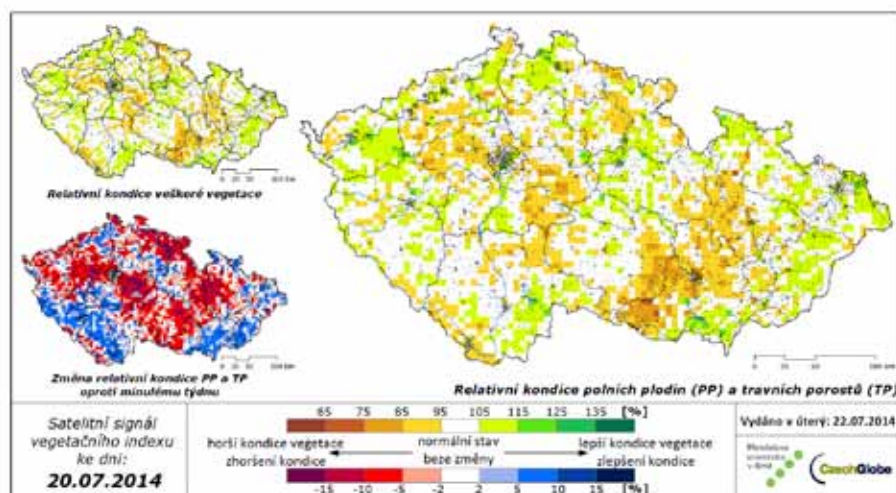 Relativní kondice veškeré vegetace
Změna relativní kondice PP a TP
oproti minulému týdnu
Relativní kondice polních plodin (PP) a travních porostů (TP)
Satelitní signál
vegetačního indexu
ke dni:
20.07.2014
65 75 85 95 105 115 125 135 [%]
horší kondice vegetace normální stav lepší kondice vegetace
zhoršení kondice beze změny zlepšení kondice
-15 -10 -5 -2 2 5 10 15 [%]
Vydáno v úterý: 22.07.2014
Mendelova
univerzita
v Brně
CzechGlobe